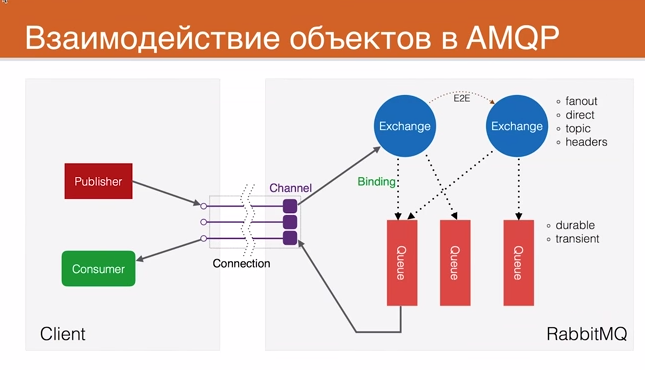 Взаимодействие объектов в AMQP
E2E
Exchange
Exchange
fanout
direct
topic
headers
Publisher
Channel
Binding
Consumer
Connection
Queue
Queue
Queue
durable
transient
Client
RabbitMQ